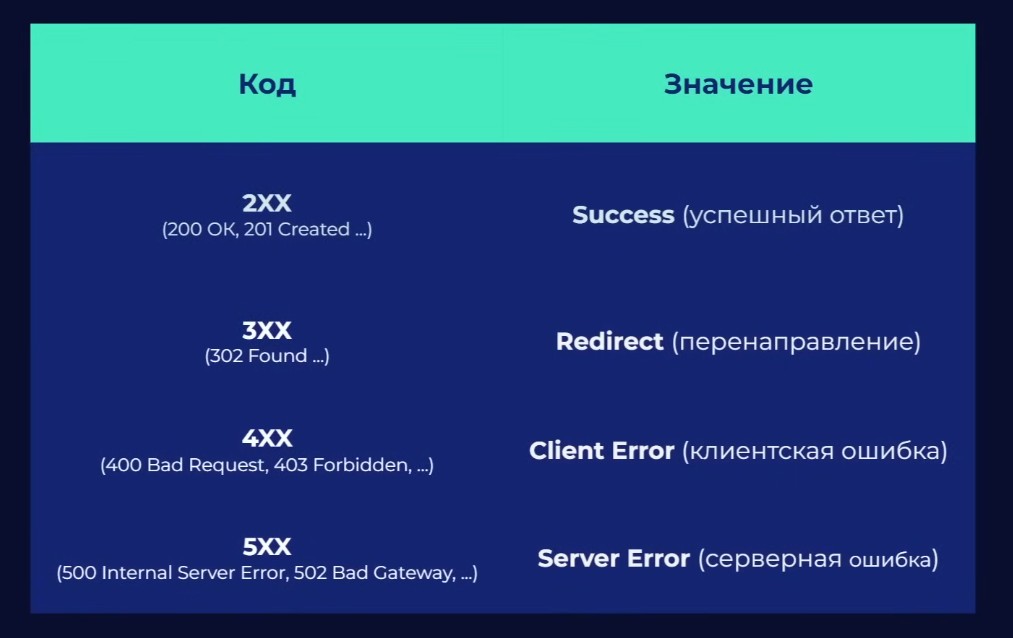 Код
Значение
2XX
(200 OK, 201 Created ...)
Success (успешный ответ)
3XX
(302 Found ...)
Redirect (перенаправление)
4XX
(400 Bad Request, 403 Forbidden, ...)
Client Error (клиентская ошибка)
5XX
(500 Internal Server Error, 502 Bad Gateway, ...)
Server Error (серверная ошибка)